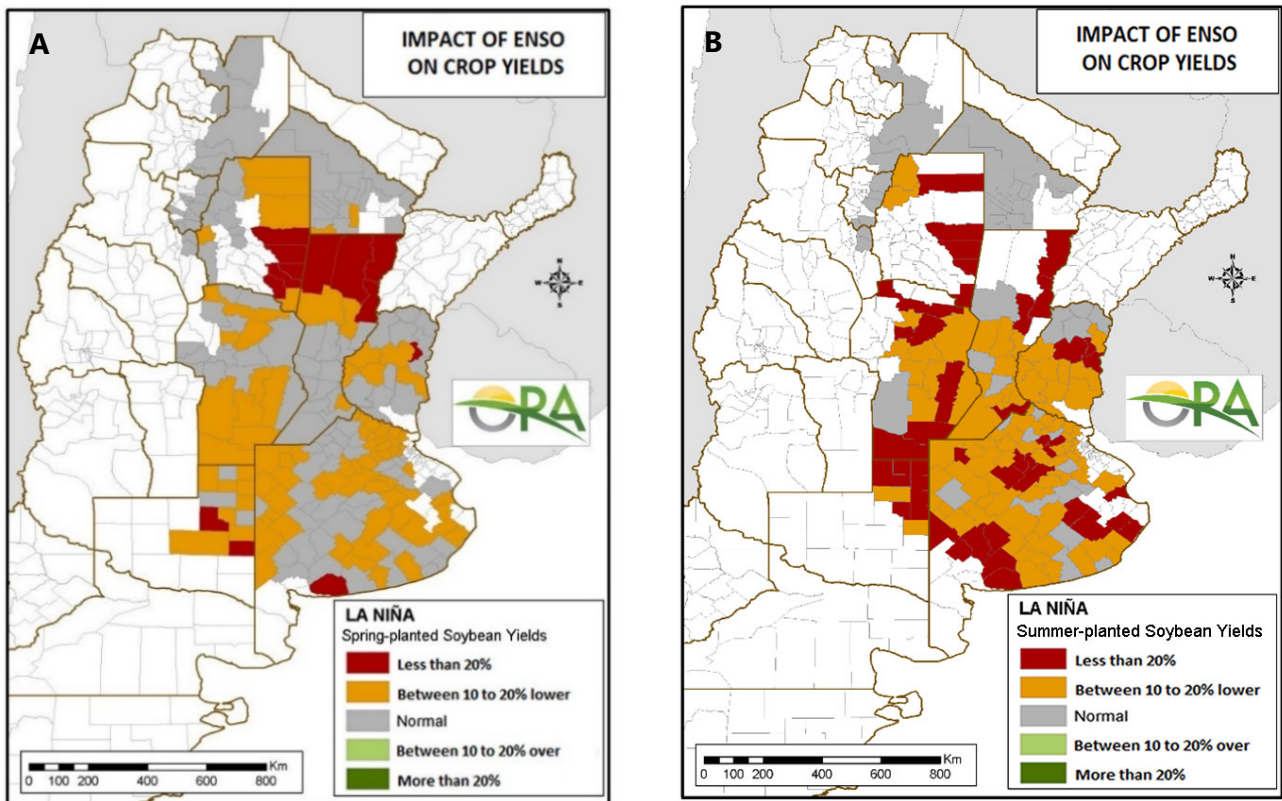 A
IMPACT OF ENSO
ON CROP YIELDS
N
W E
S
ORA
LA NIÑA
Spring-planted Soybean Yields
Less than 20%
Between 10 to 20% lower
Normal
Between 10 to 20% over
More than 20%
Km
0 100 200 400 600 800
B
IMPACT OF ENSO
ON CROP YIELDS
N
W E
S
ORA
LA NIÑA
Summer-planted Soybean Yields
Less than 20%
Between 10 to 20% lower
Normal
Between 10 to 20% over
More than 20%
Km
0 100 200 400 600 800